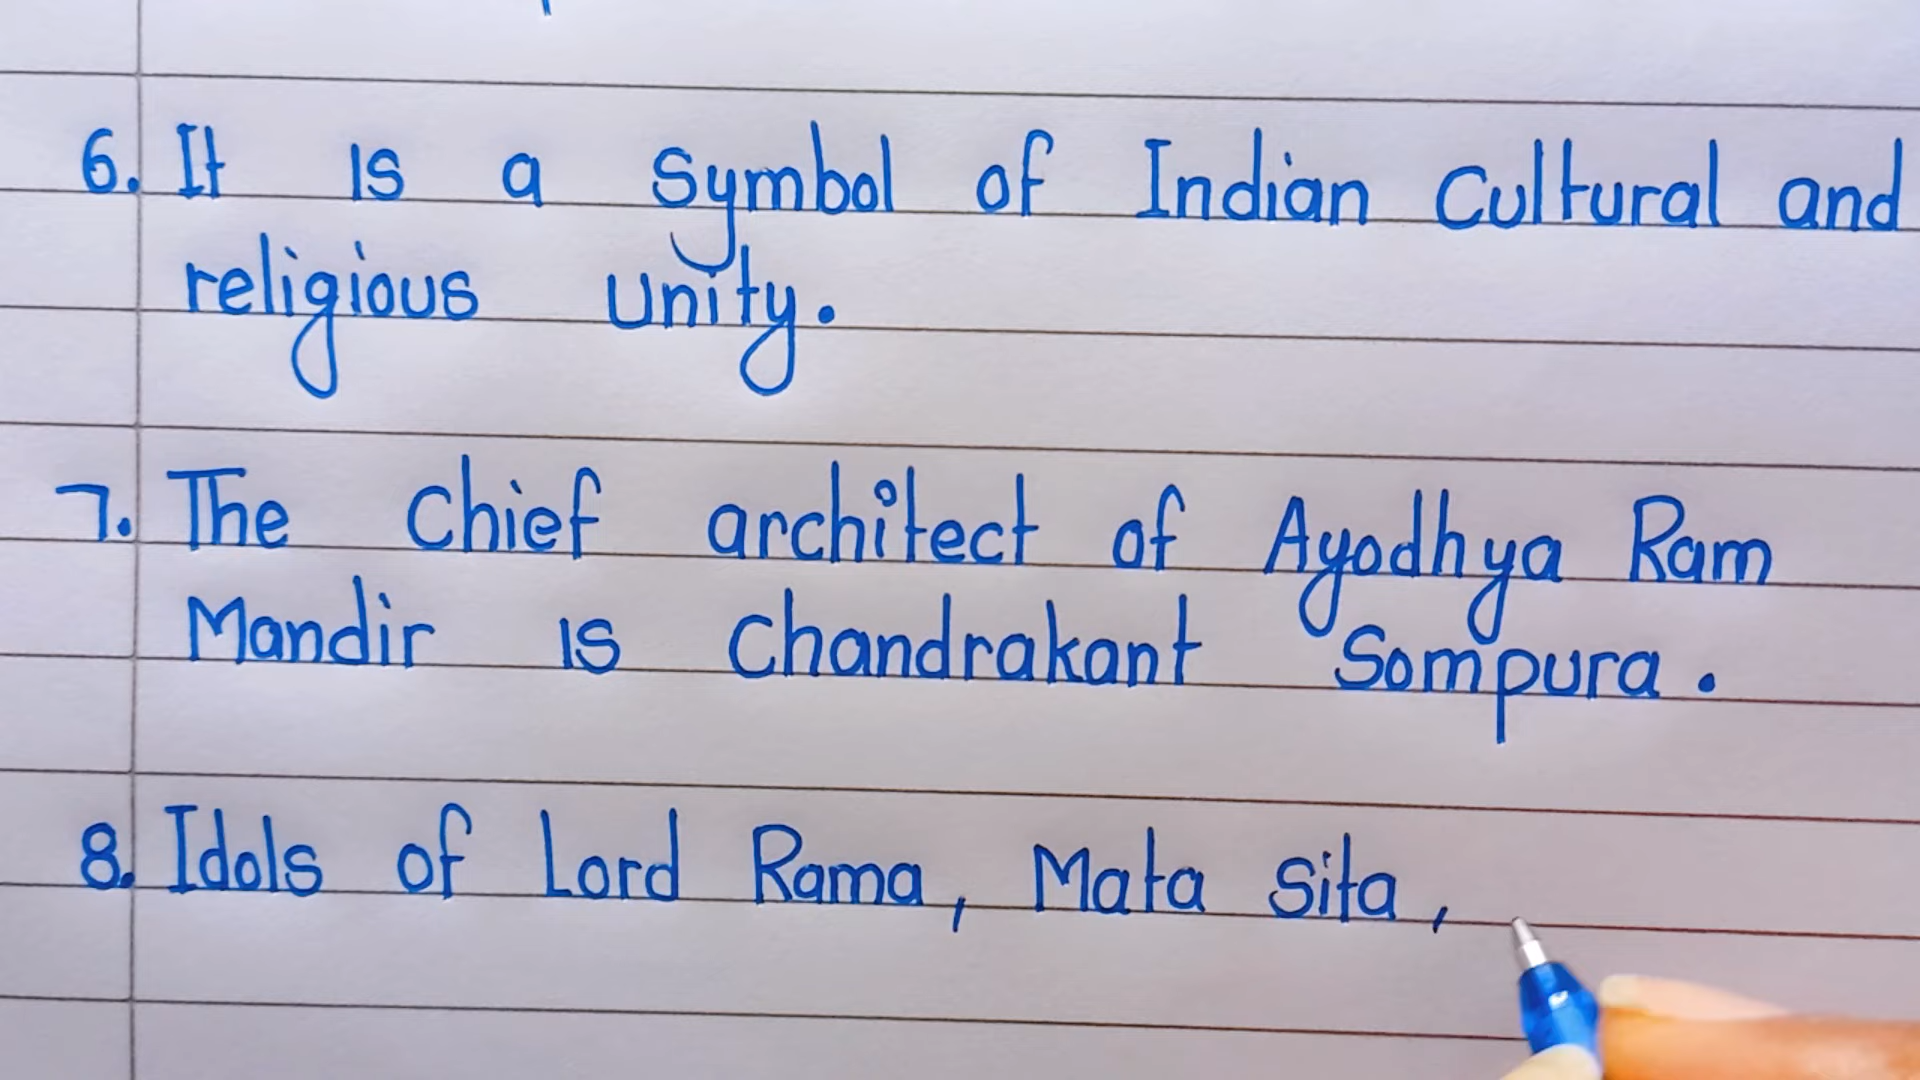 6. It is a symbol of Indian Cultural and
religious unity.
7. The Chief architect of Ayodhya Ram
Mandir is Chandrakant Sompura.
8. Idols of Lord Rama, Mata Sita,